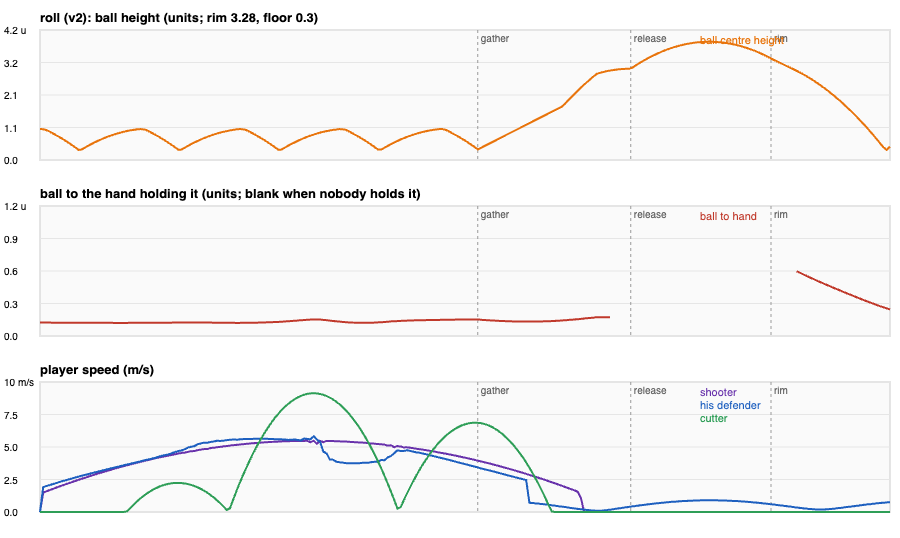 roll (v2): ball height (units; rim 3.28, floor 0.3)
4.2 u
gather
release
ball centre height
rim
3.2
2.1
1.1
0.0
ball to the hand holding it (units; blank when nobody holds it)
1.2 u
gather
release
ball to hand
rim
0.9
0.6
0.3
0.0
player speed (m/s)
10 m/s
gather
release
shooter
rim
his defender
cutter
7.5
5.0
2.5
0.0